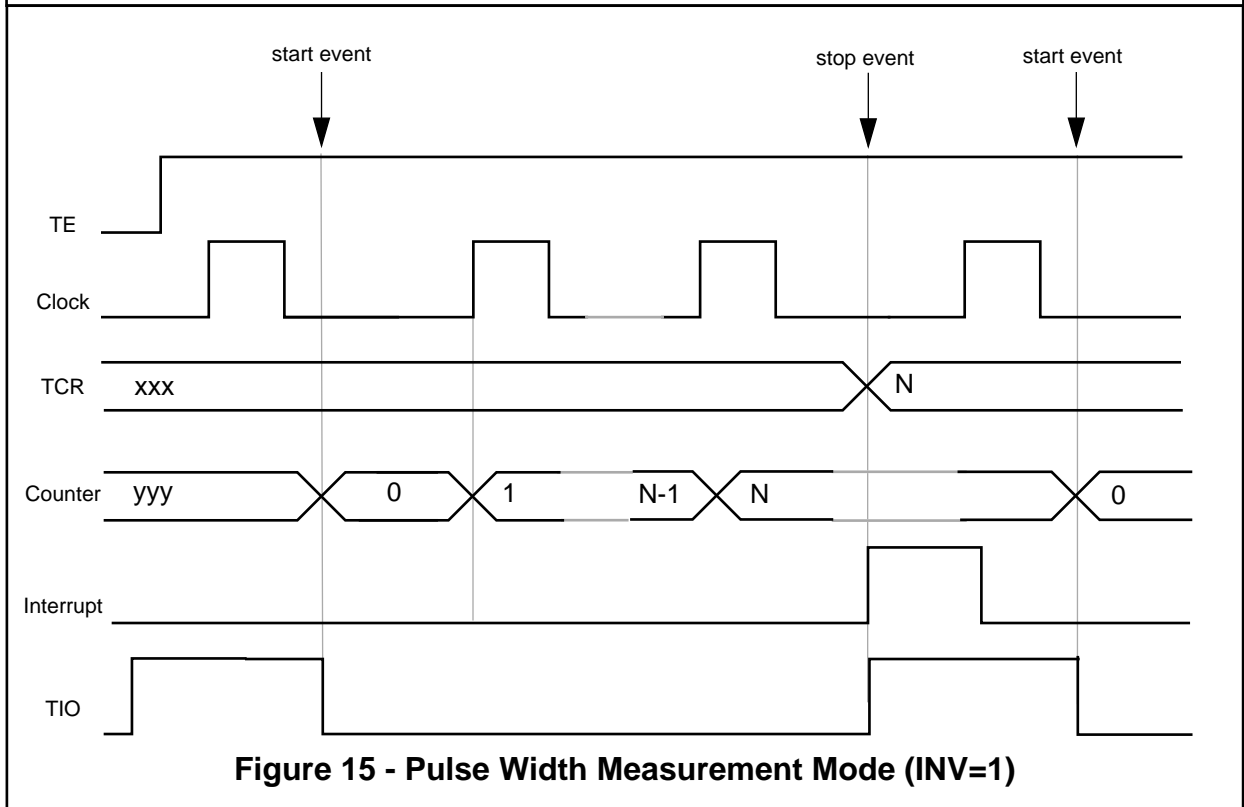 start event
stop event
start event
TE
Clock
TCR
xxx
N
Counter
yyy
0
1
N-1
N
0
Interrupt
TIO
Figure 15 - Pulse Width Measurement Mode (INV=1)